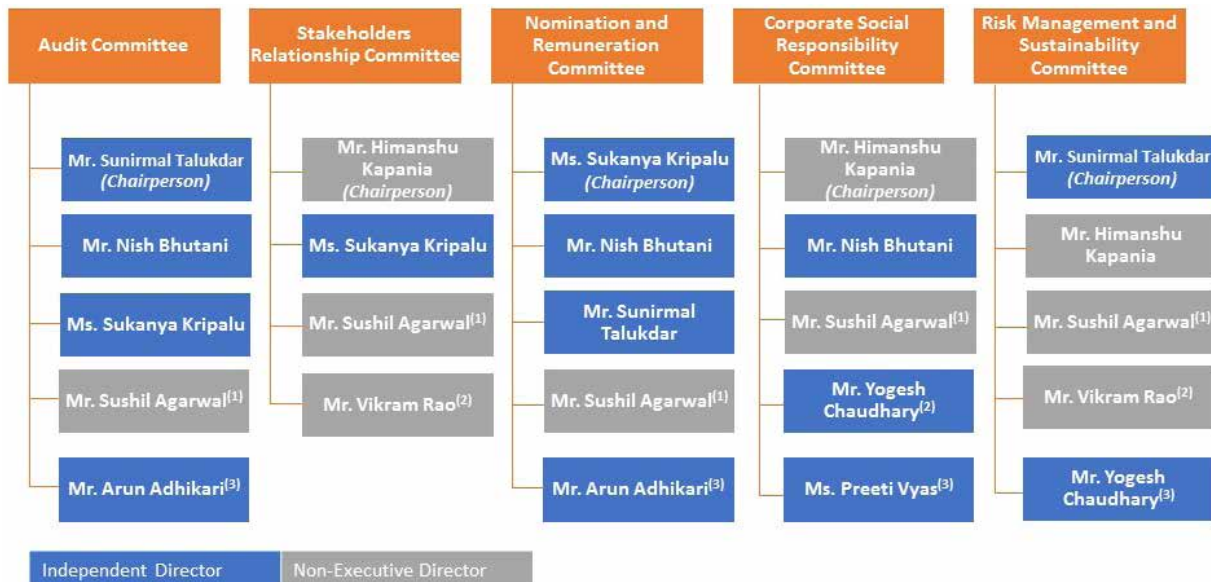 Audit Committee
Mr. Sunirmal Talukdar
(Chairperson)
Mr. Nish Bhutani
Ms. Sukanya Kripalu
Mr. Sushil Agarwal(1)
Mr. Arun Adhikari(3)
Stakeholders
Relationship Committee
Mr. Himanshu
Kapania
(Chairperson)
Ms. Sukanya Kripalu
Mr. Sushil Agarwal(1)
Mr. Vikram Rao(2)
Nomination and
Remuneration
Committee
Ms. Sukanya Kripalu
(Chairperson)
Mr. Nish Bhutani
Mr. Sunirmal
Talukdar
Mr. Sushil Agarwal(1)
Mr. Arun Adhikari(3)
Corporate Social
Responsibility
Committee
Mr. Himanshu
Kapania
(Chairperson)
Mr. Nish Bhutani
Mr. Sushil Agarwal(1)
Mr. Yogesh
Chaudhary(2)
Ms. Preeti Vyas(3)
Risk Management and
Sustainability
Committee
Mr. Sunirmal Talukdar
(Chairperson)
Mr. Himanshu
Kapania
Mr. Sushil Agarwal(1)
Mr. Vikram Rao(2)
Mr. Yogesh
Chaudhary(3)
Independent Director
Non-Executive Director